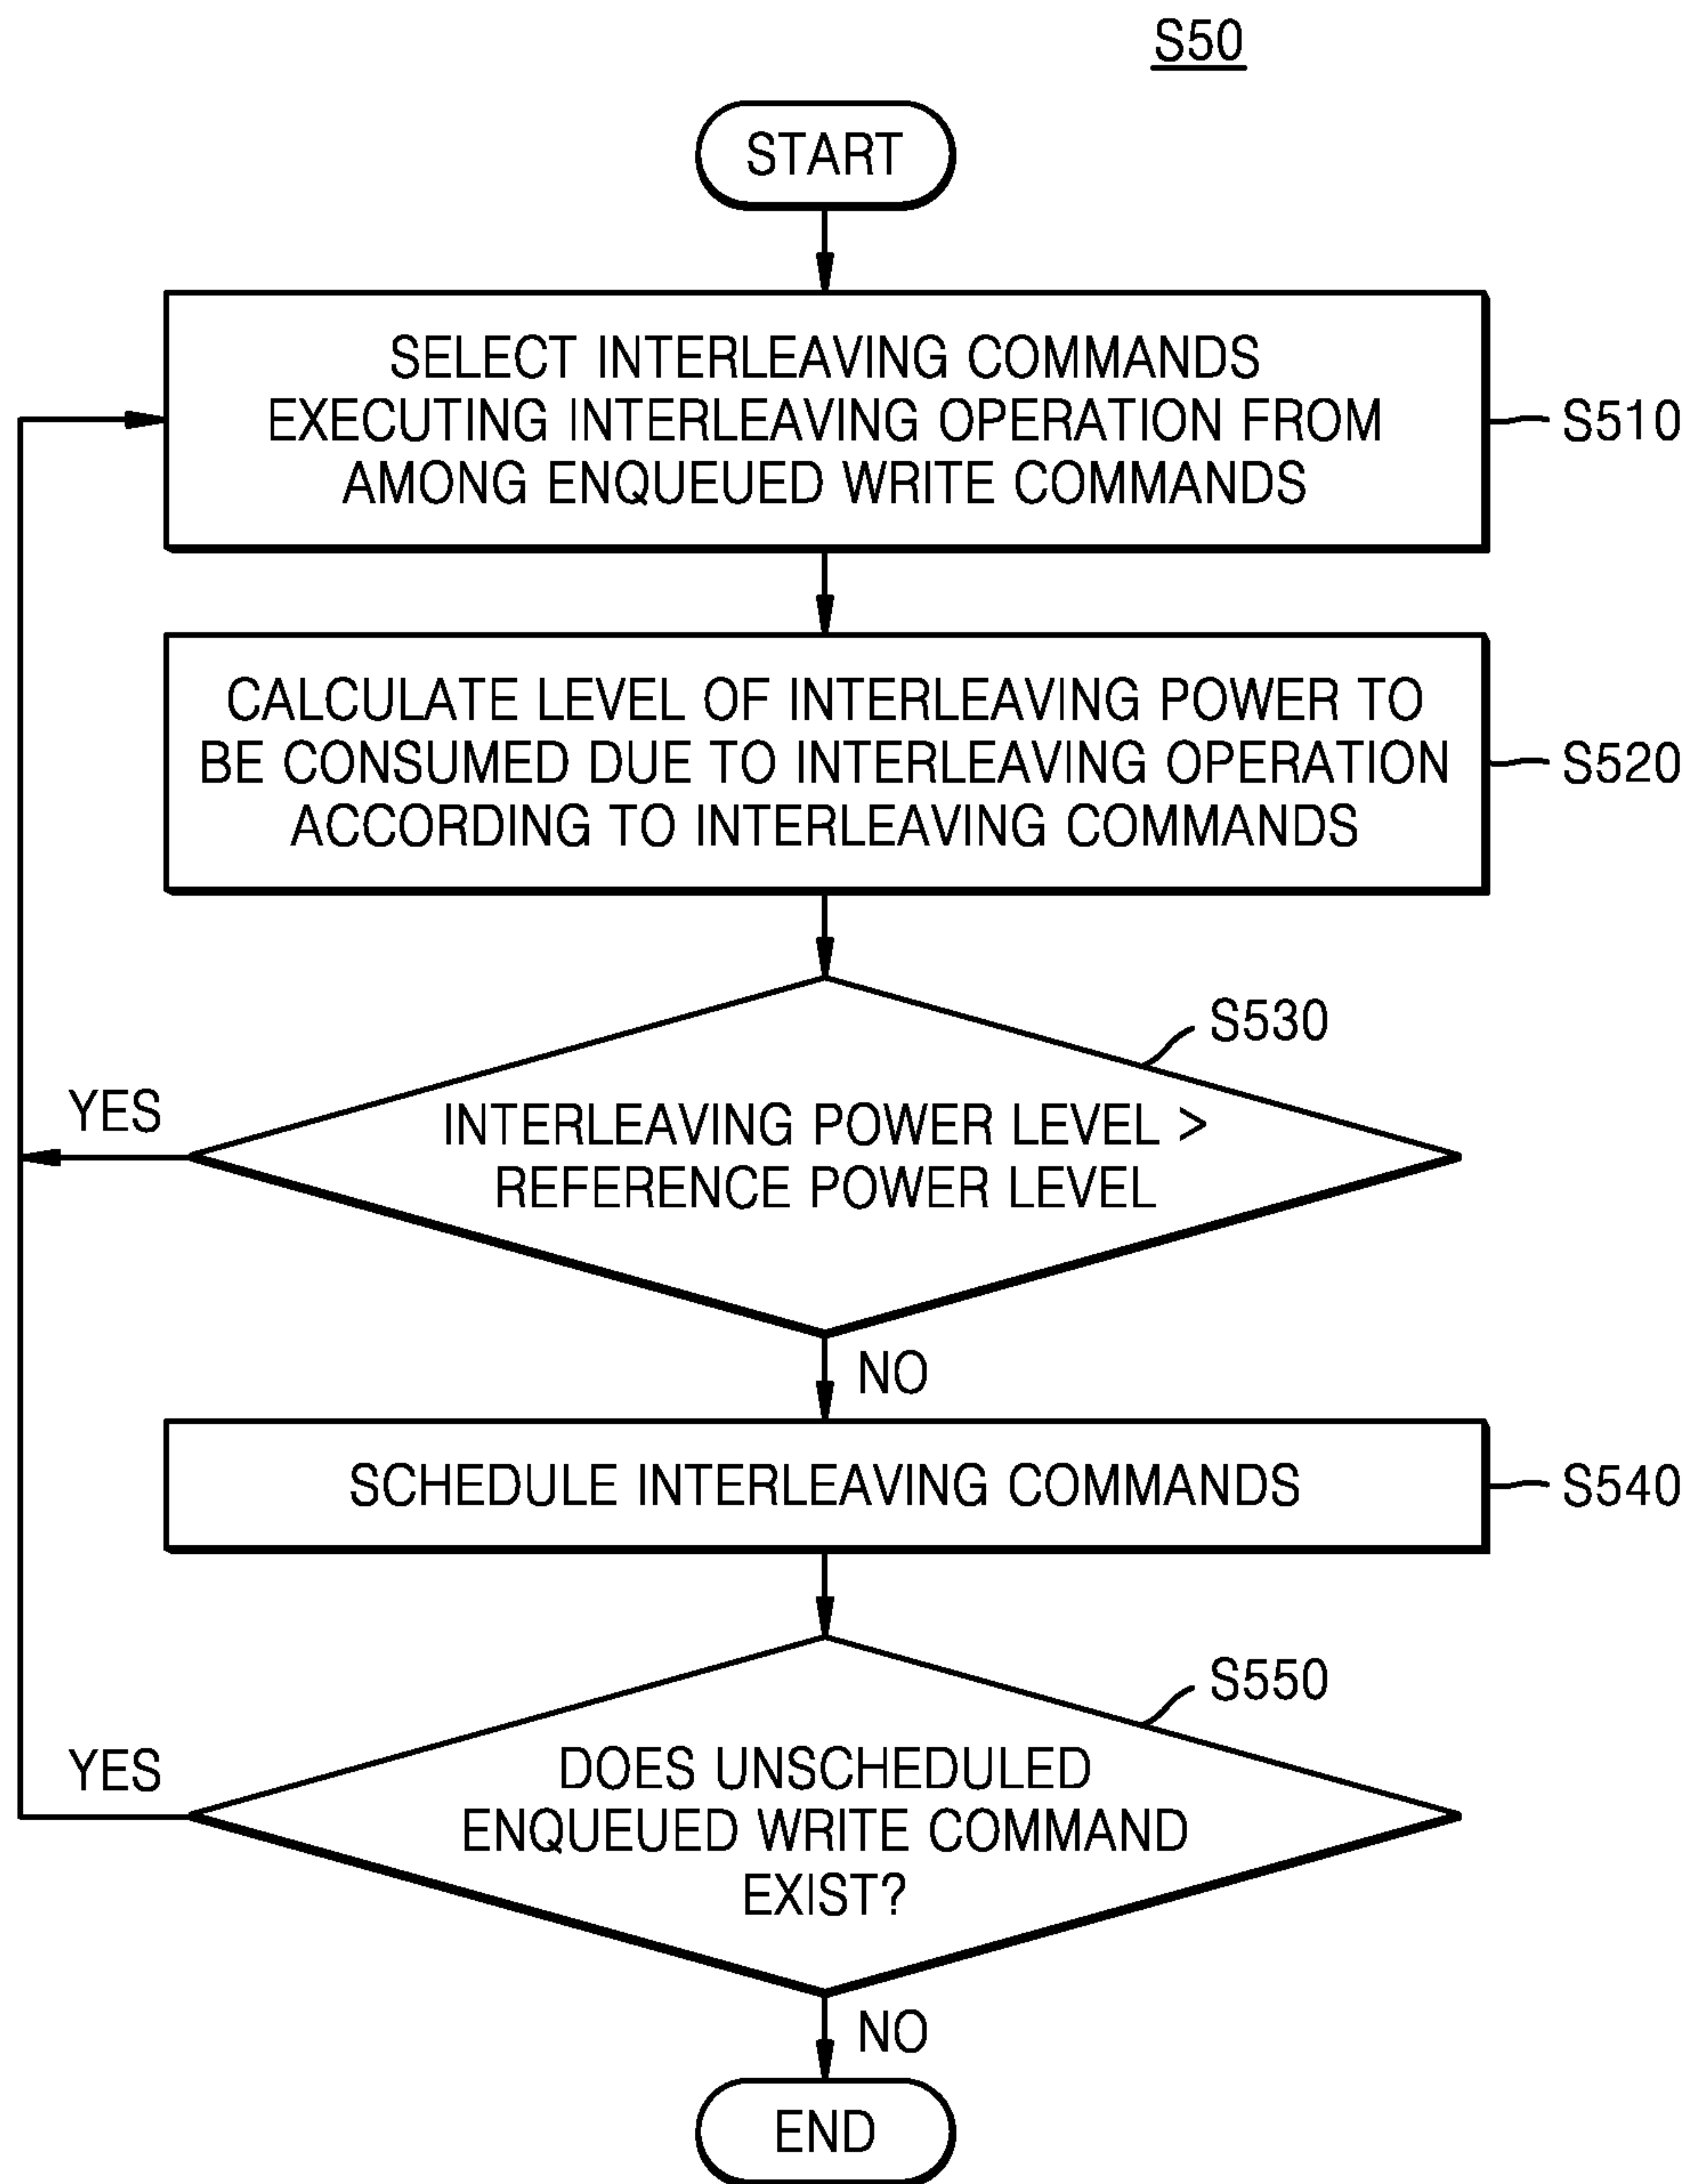 S50
START
SELECT INTERLEAVING COMMANDS
EXECUTING INTERLEAVING OPERATION FROM
AMONG ENQUEUED WRITE COMMANDS
S510
CALCULATE LEVEL OF INTERLEAVING POWER TO
BE CONSUMED DUE TO INTERLEAVING OPERATION
ACCORDING TO INTERLEAVING COMMANDS
S520
S530
YES
INTERLEAVING POWER LEVEL >
REFERENCE POWER LEVEL
NO
SCHEDULE INTERLEAVING COMMANDS
S540
S550
YES
DOES UNSCHEDULED
ENQUEUED WRITE COMMAND
EXIST?
NO
END